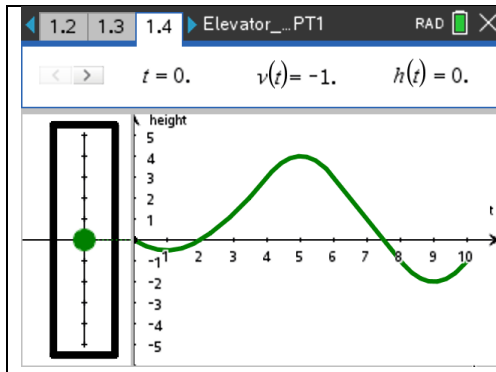 1.2 1.3 1.4 Elevator_...PT1 RAD
t = 0. v(t)= -1. h(t) = 0.
height
5
4
3
2
1
t
1 2 3 4 5 6 7 8 9 10
-1
-2
-3
-4
-5